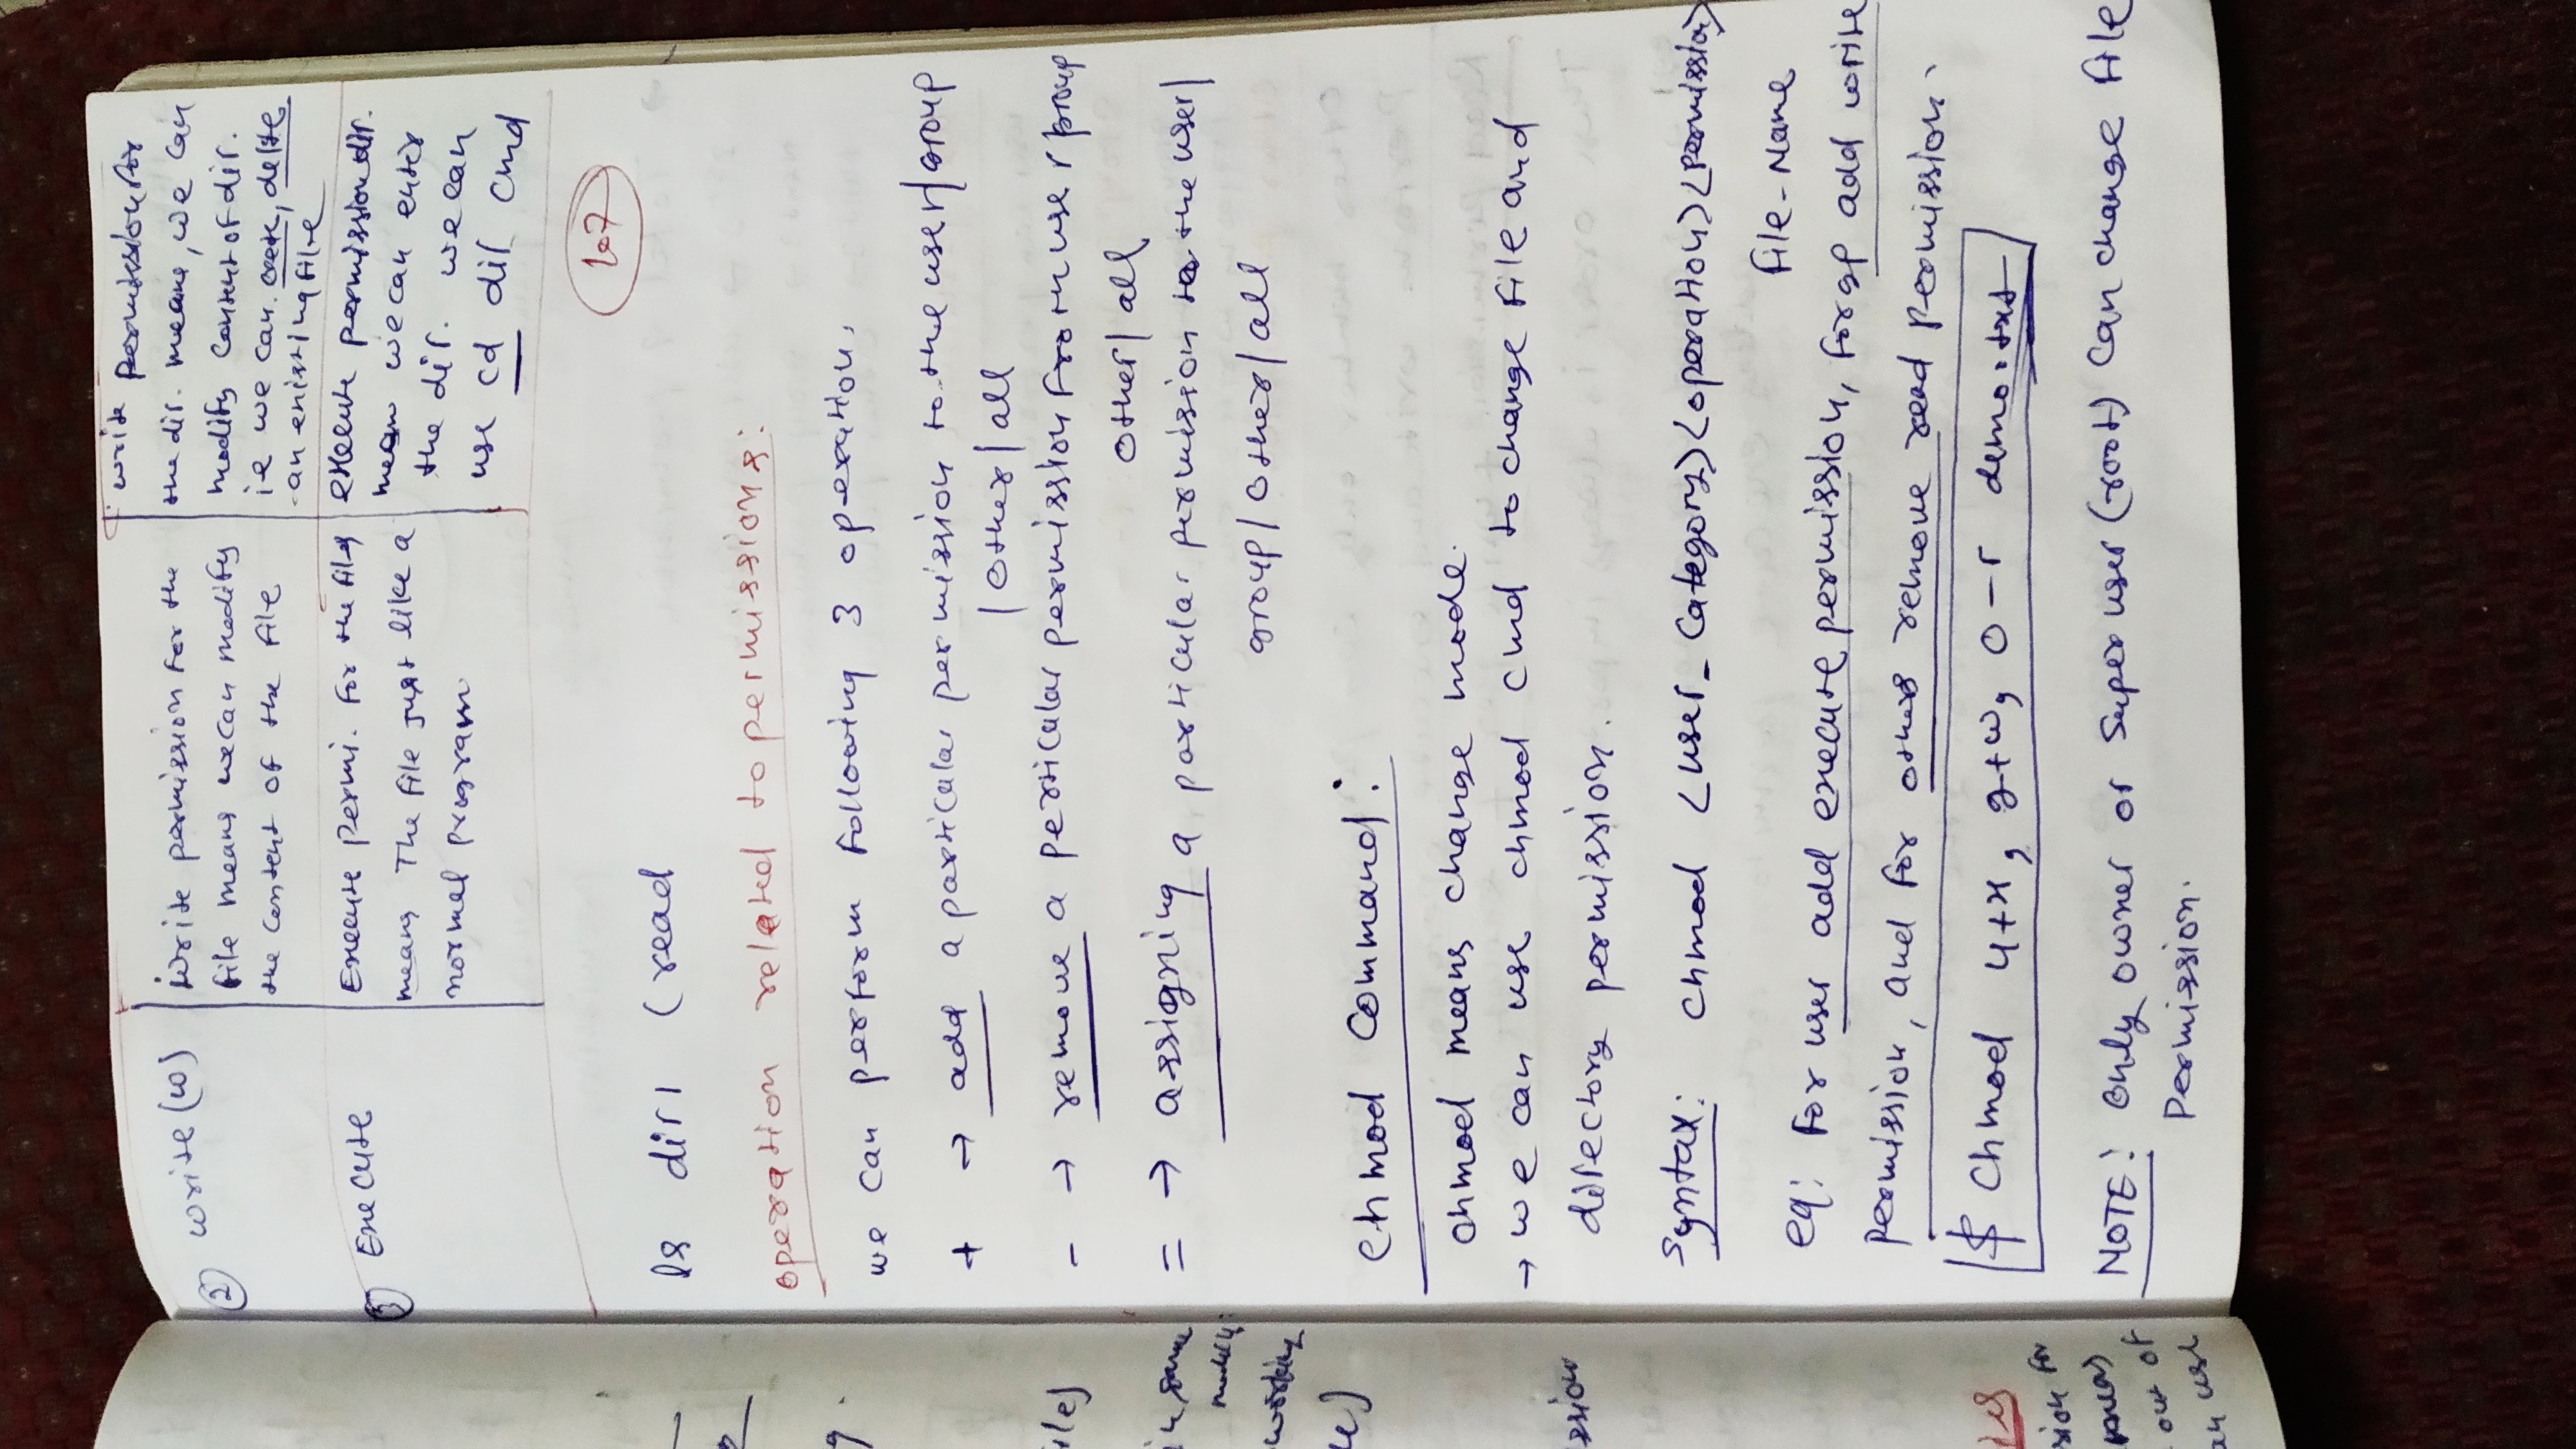 ② write (w)
write permission for the
file means we can modify
the content of the file
write permission for
the dir. means, we can
modify content of dir.
ie we can. create, delte
an existing file
③ Execute
Execute permi. for the files
means The file just like a
normal program.
execute permission dir.
mean we can enter
the dir. we can
use cd dir cmd
107
ls dir1 (read
operation related to permissions:
we can perform following 3 operation.
+ → add a particular permission to the user/group
/other/all
- → remove a perticular permission from user/group
other/all
= → assigning a particular permission to the user/
group/other/all
chmod command:
chmod means change mode.
→ we can use chmod cmd to change file and
directory permission.
syntax: chmod <user_category><operation><permission>
file-Name
eg: for user add execute permission, for gp add write
permission, and for others remove read permission.
$ chmod u+x, g+w, o-r demo.txt
NOTE: Only owner or Super user (root) can change file
permission.
ile)
in same
working
ssion
sion for
means
out of
an use